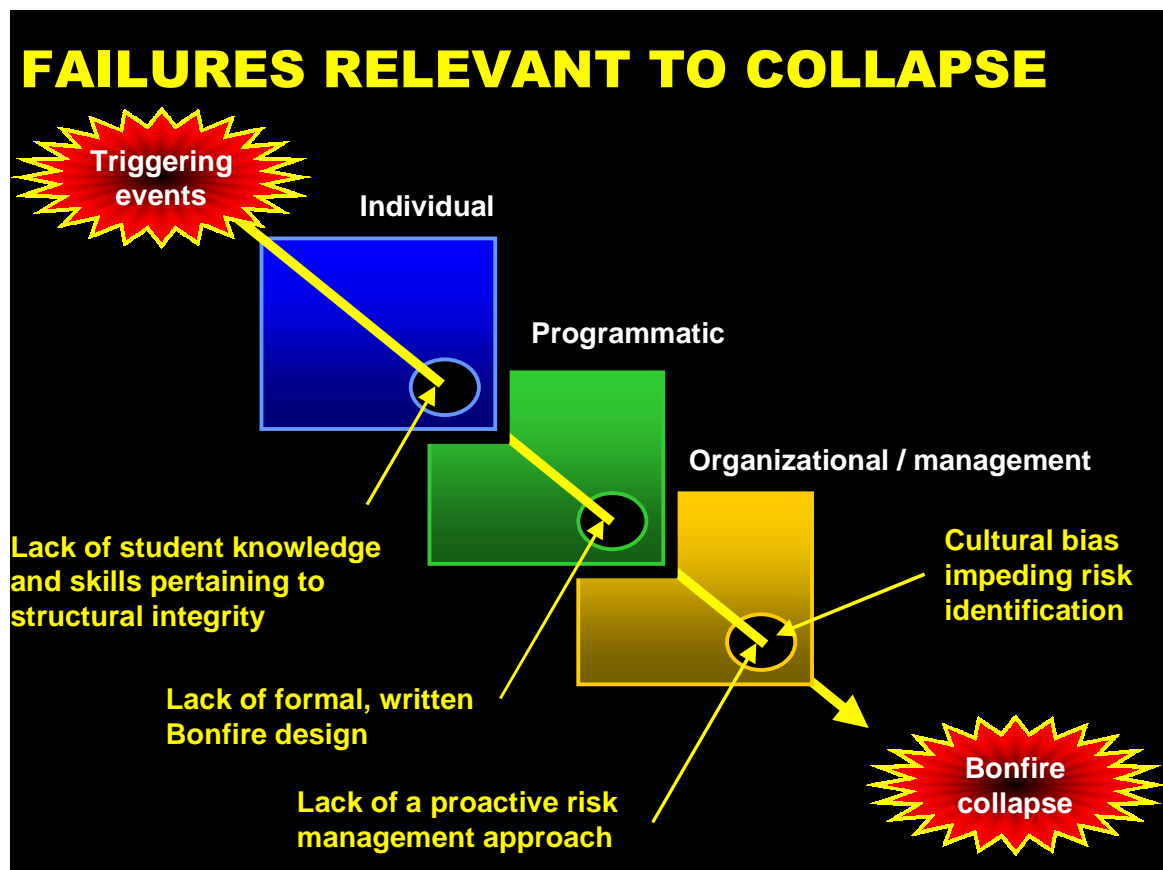 FAILURES RELEVANT TO COLLAPSE
Triggering
events
Individual
Programmatic
Organizational / management
Lack of student knowledge
and skills pertaining to
structural integrity
Cultural bias
impeding risk
identification
Lack of formal, written
Bonfire design
Lack of a proactive risk
management approach
Bonfire
collapse